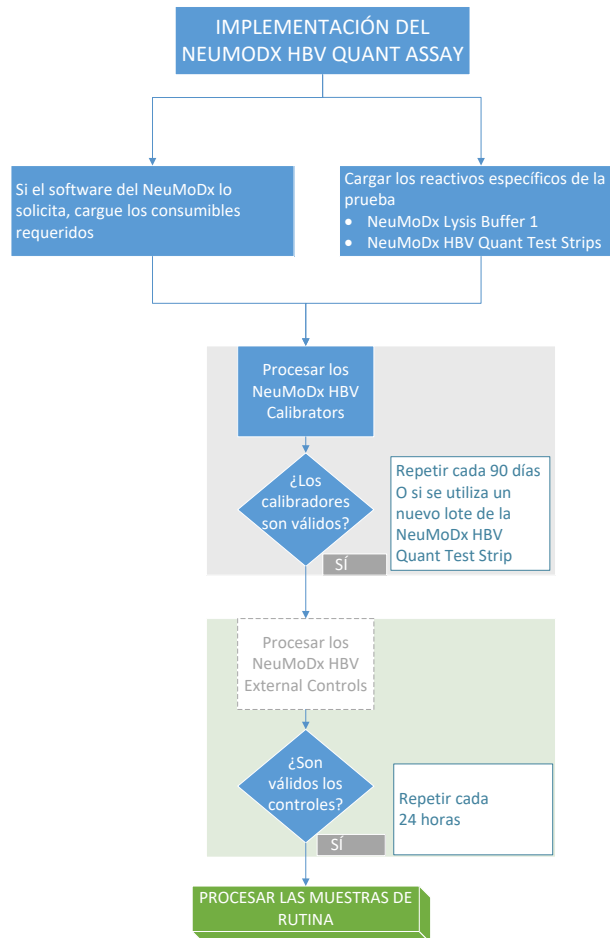 IMPLEMENTACIÓN DEL
NEUMODX HBV QUANT ASSAY
Si el software del NeuMoDx lo
solicita, cargue los consumibles
requeridos
Cargar los reactivos específicos de la
prueba
• NeuMoDx Lysis Buffer 1
• NeuMoDx HBV Quant Test Strips
Procesar los
NeuMoDx HBV
Calibrators
¿Los
calibradores
son válidos?
Repetir cada 90 días
O si se utiliza un
nuevo lote de la
NeuMoDx HBV
Quant Test Strip
SÍ
Procesar los
NeuMoDx HBV
External Controls
¿Son
válidos los
controles?
Repetir cada
24 horas
SÍ
PROCESAR LAS MUESTRAS DE
RUTINA